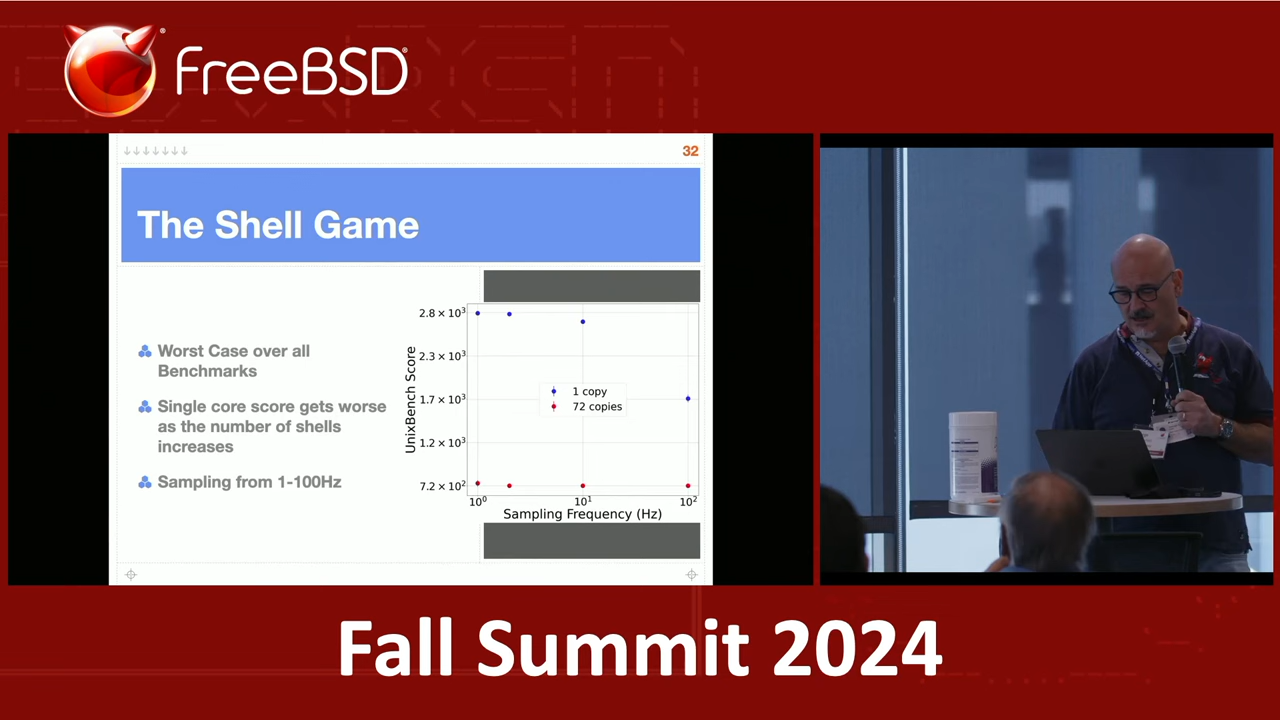 FreeBSD®
↓↓↓↓↓↓↓
32
The Shell Game
Worst Case over all
Benchmarks
Single core score gets worse
as the number of shells
increases
Sampling from 1-100Hz
UnixBench Score
2.8 × 10³
2.3 × 10³
1.7 × 10³
1.2 × 10³
7.2 × 10²
1 copy
72 copies
10⁰
10¹
10²
Sampling Frequency (Hz)
Fall Summit 2024